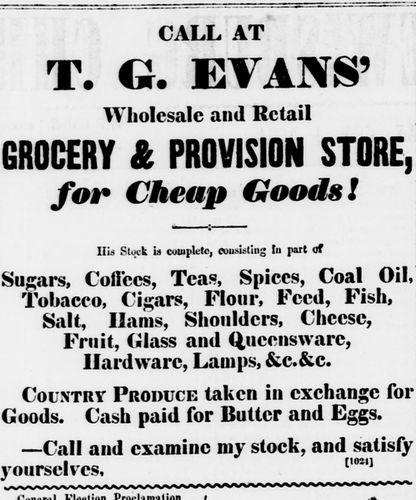 CALL AT
T. G. EVANS’
Wholesale and Retail
GROCERY & PROVISION STORE,
for Cheap Goods!
His Stock is complete, consisting in part of
Sugars, Coffees, Teas, Spices, Coal Oil,
Tobacco, Cigars, Flour, Feed, Fish,
Salt, Hams, Shoulders, Cheese,
Fruit, Glass and Queensware,
Hardware, Lamps, &c.&c.
COUNTRY PRODUCE taken in exchange for
Goods. Cash paid for Butter and Eggs.
—Call and examine my stock, and satisfy
yourselves. [1024]
General Election Proclamation